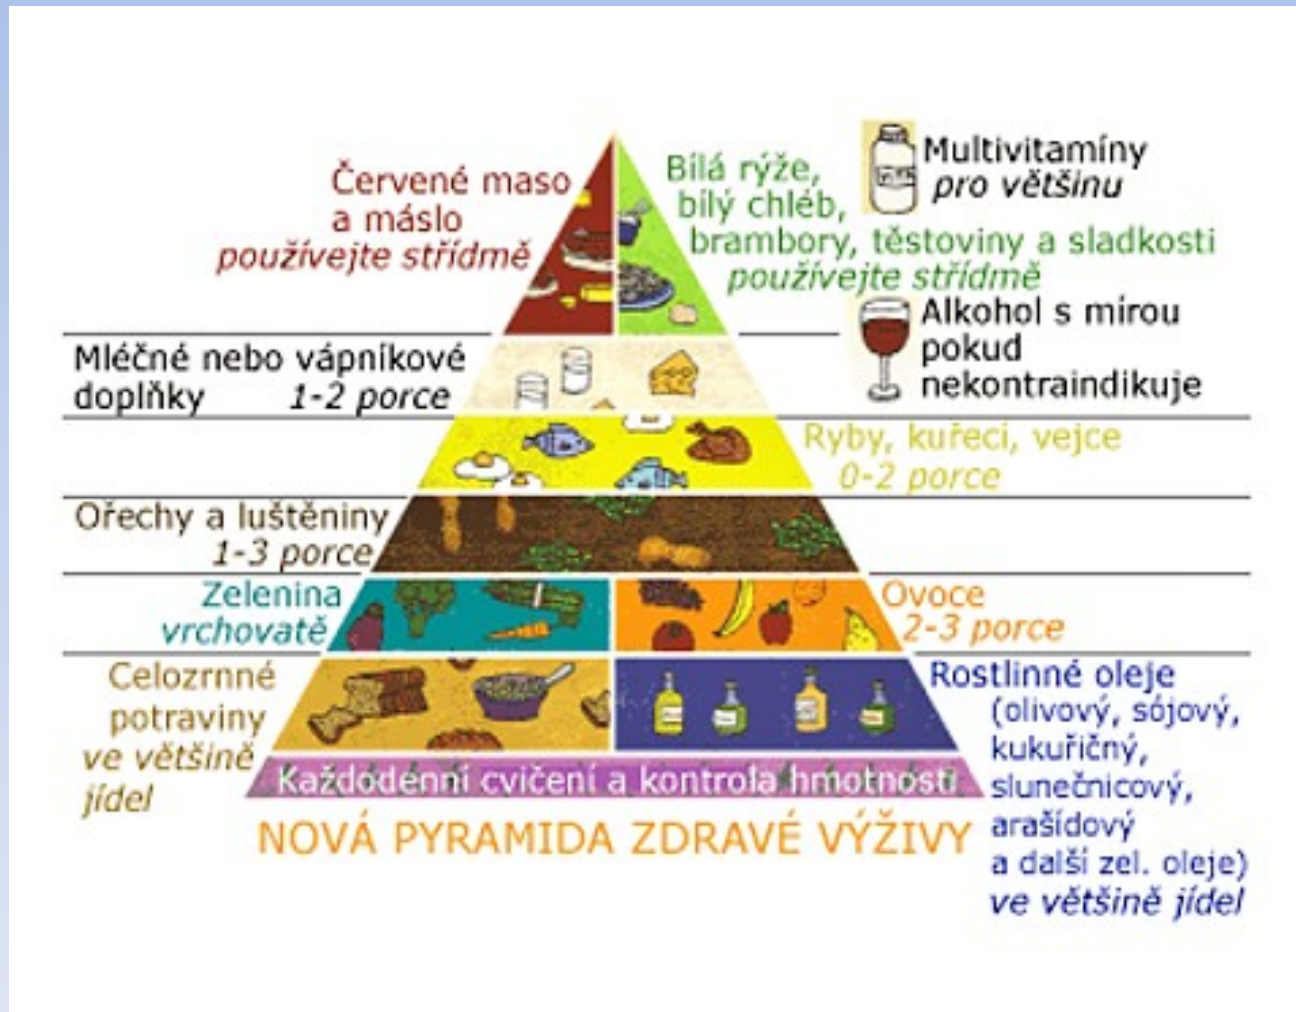 Červené maso
a máslo
používejte střídmě
Bílá rýže,
bílý chléb,
brambory, těstoviny a sladkosti
používejte střídmě
Multivitamíny
pro většinu
Alkohol s mírou
pokud
nekontraindikuje
Mléčné nebo vápníkové
doplňky 1-2 porce
Ryby, kuřecí, vejce
0-2 porce
Ořechy a luštěniny
1-3 porce
Zelenina
vrchovatě
Ovoce
2-3 porce
Celozrnné
potraviny
ve většině
jídel
Rostlinné oleje
(olivový, sójový,
kukuřičný,
slunečnicový,
arašídový
a další zel. oleje)
ve většině jídel
Každodenní cvičení a kontrola hmotnosti
NOVÁ PYRAMIDA ZDRAVÉ VÝŽIVY